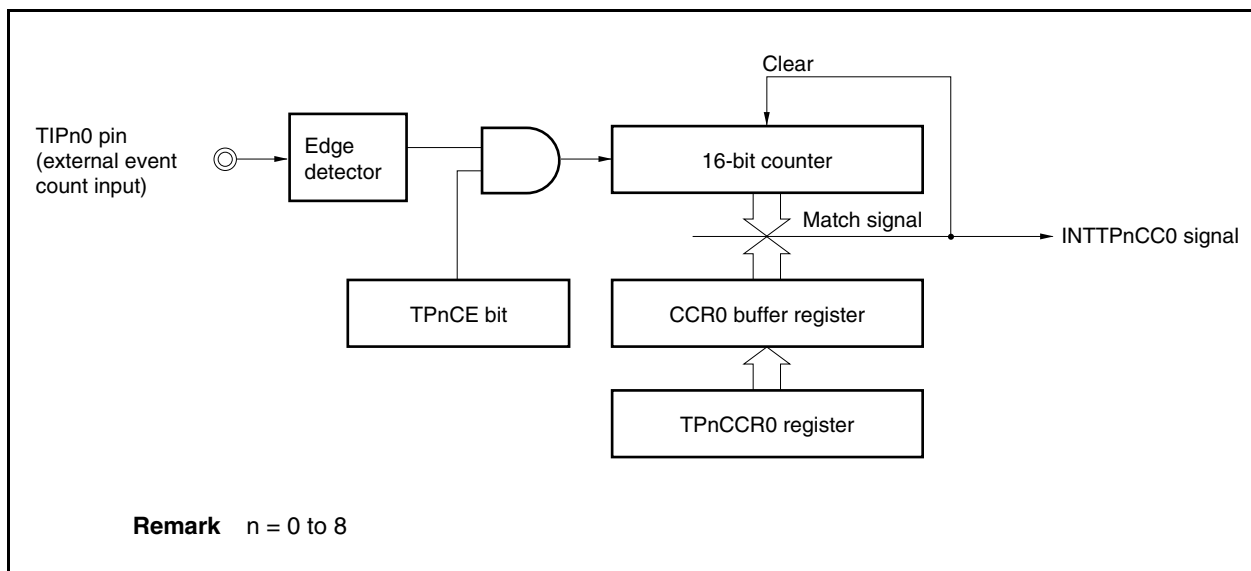 Clear
TIPn0 pin
(external event
count input)
Edge
detector
16-bit counter
Match signal
INTTPnCC0 signal
TPnCE bit
CCR0 buffer register
TPnCCR0 register
Remark n = 0 to 8